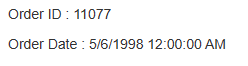 Order ID : 11077
Order Date : 5/6/1998 12:00:00 AM